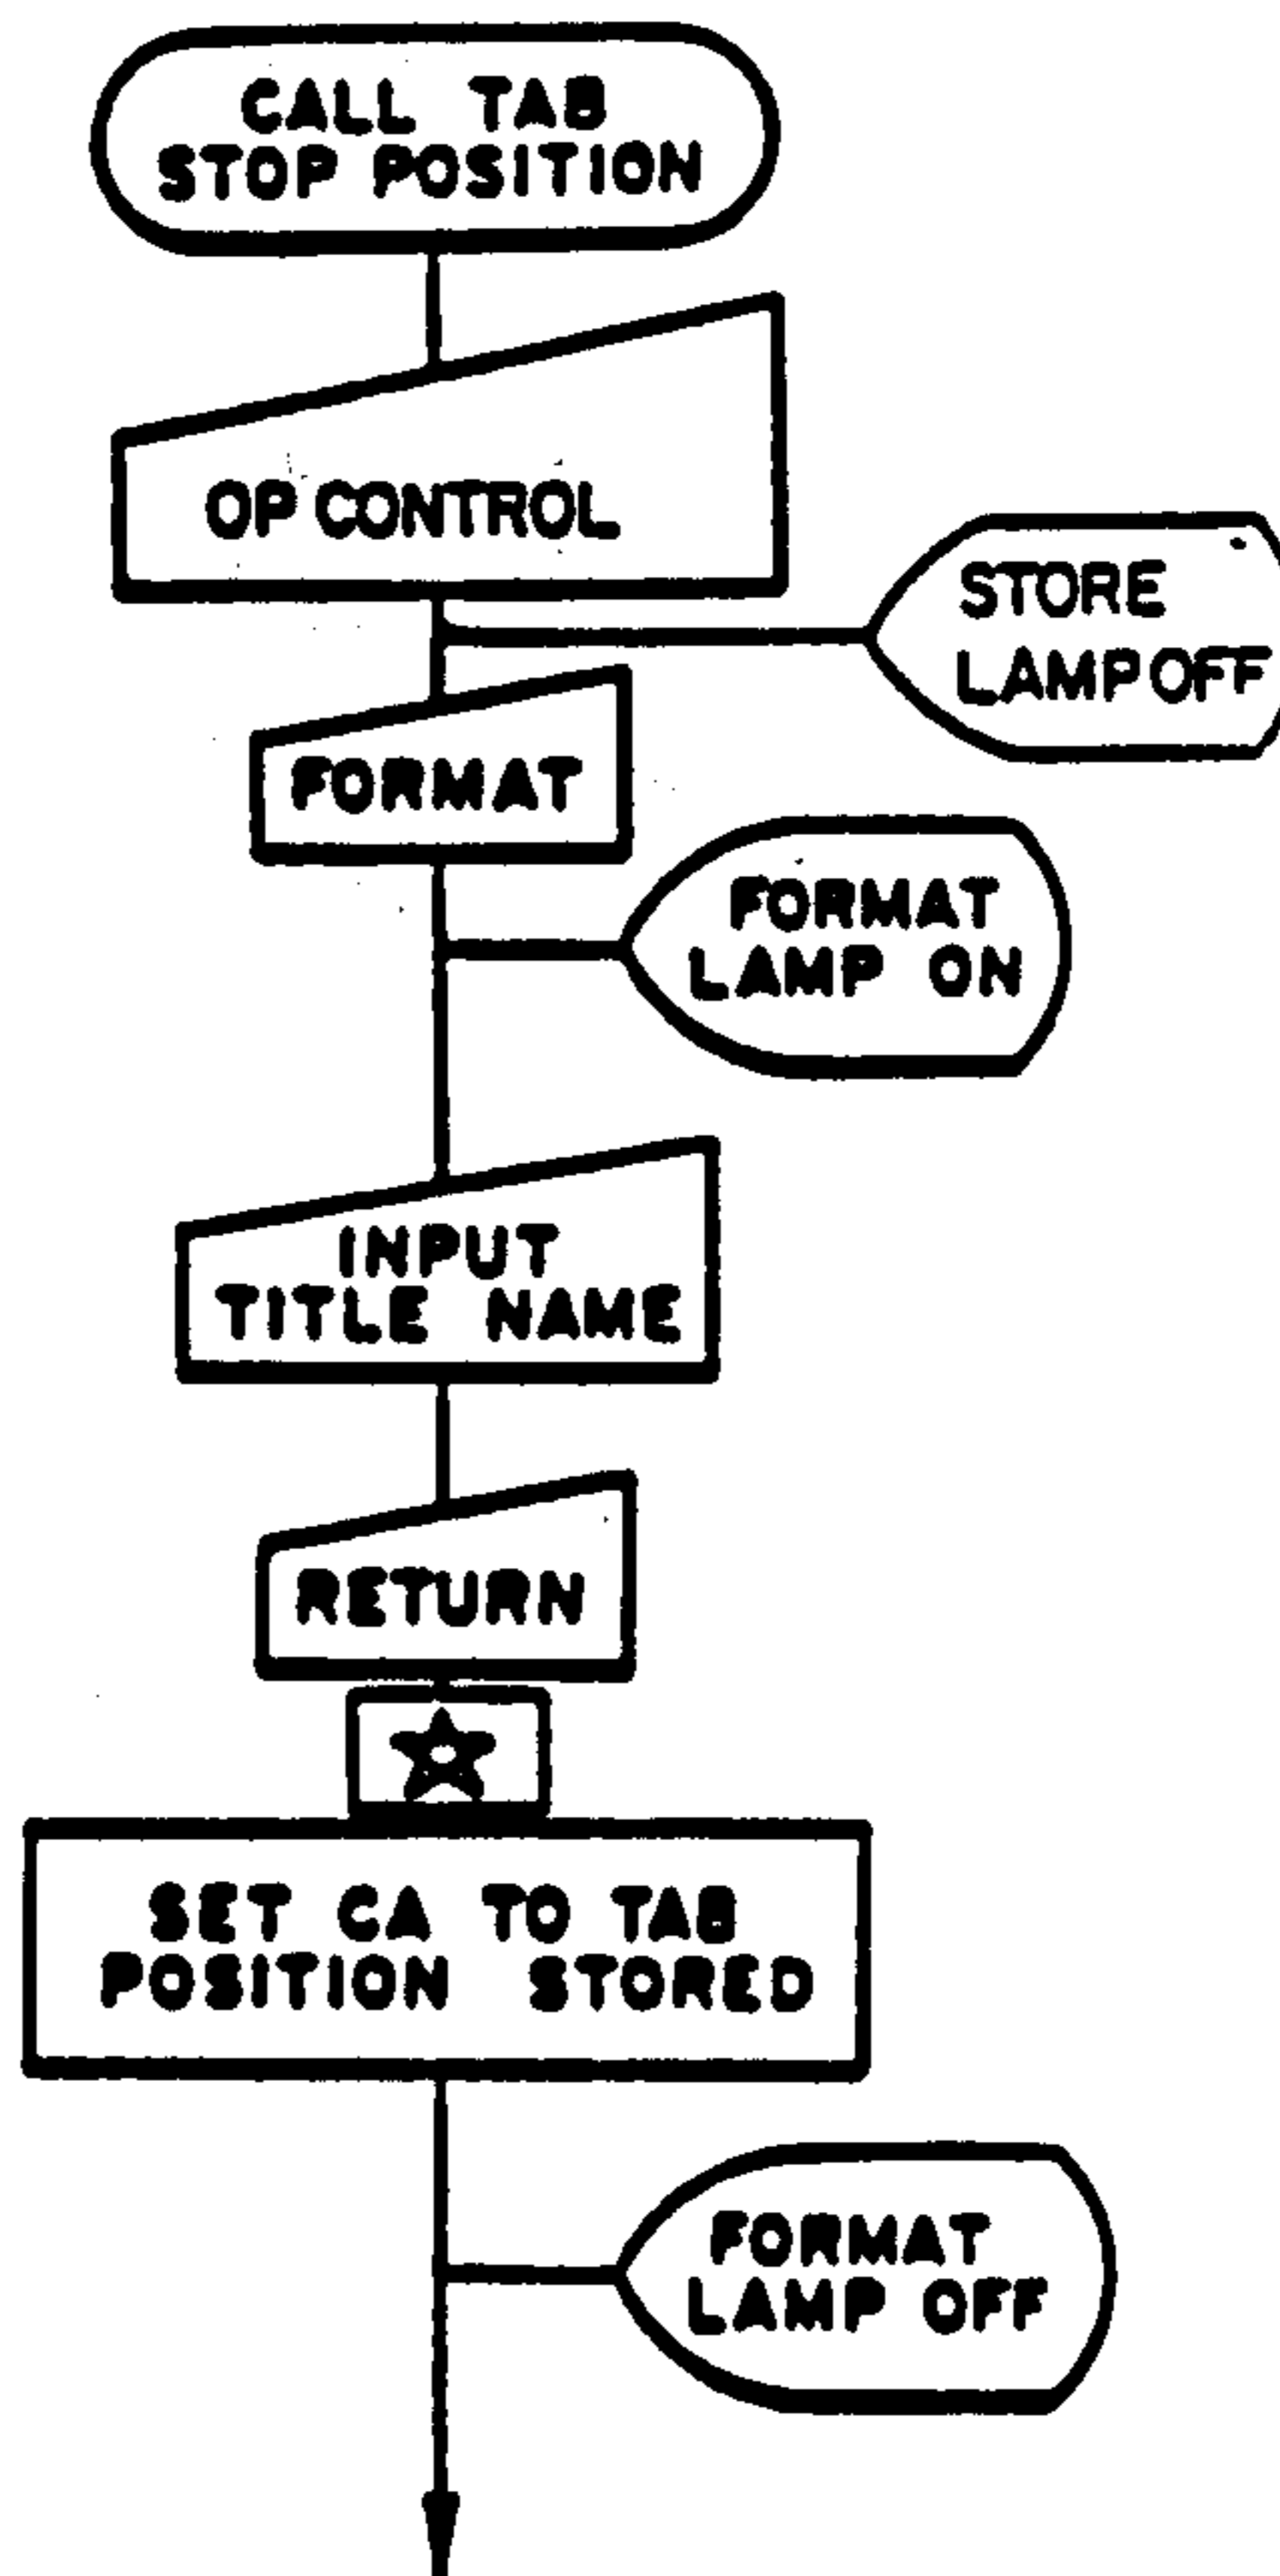 CALL TAB
STOP POSITION
OP CONTROL
STORE
LAMP OFF
FORMAT
FORMAT
LAMP ON
INPUT
TITLE NAME
RETURN
SET CA TO TAB
POSITION STORED
FORMAT
LAMP OFF